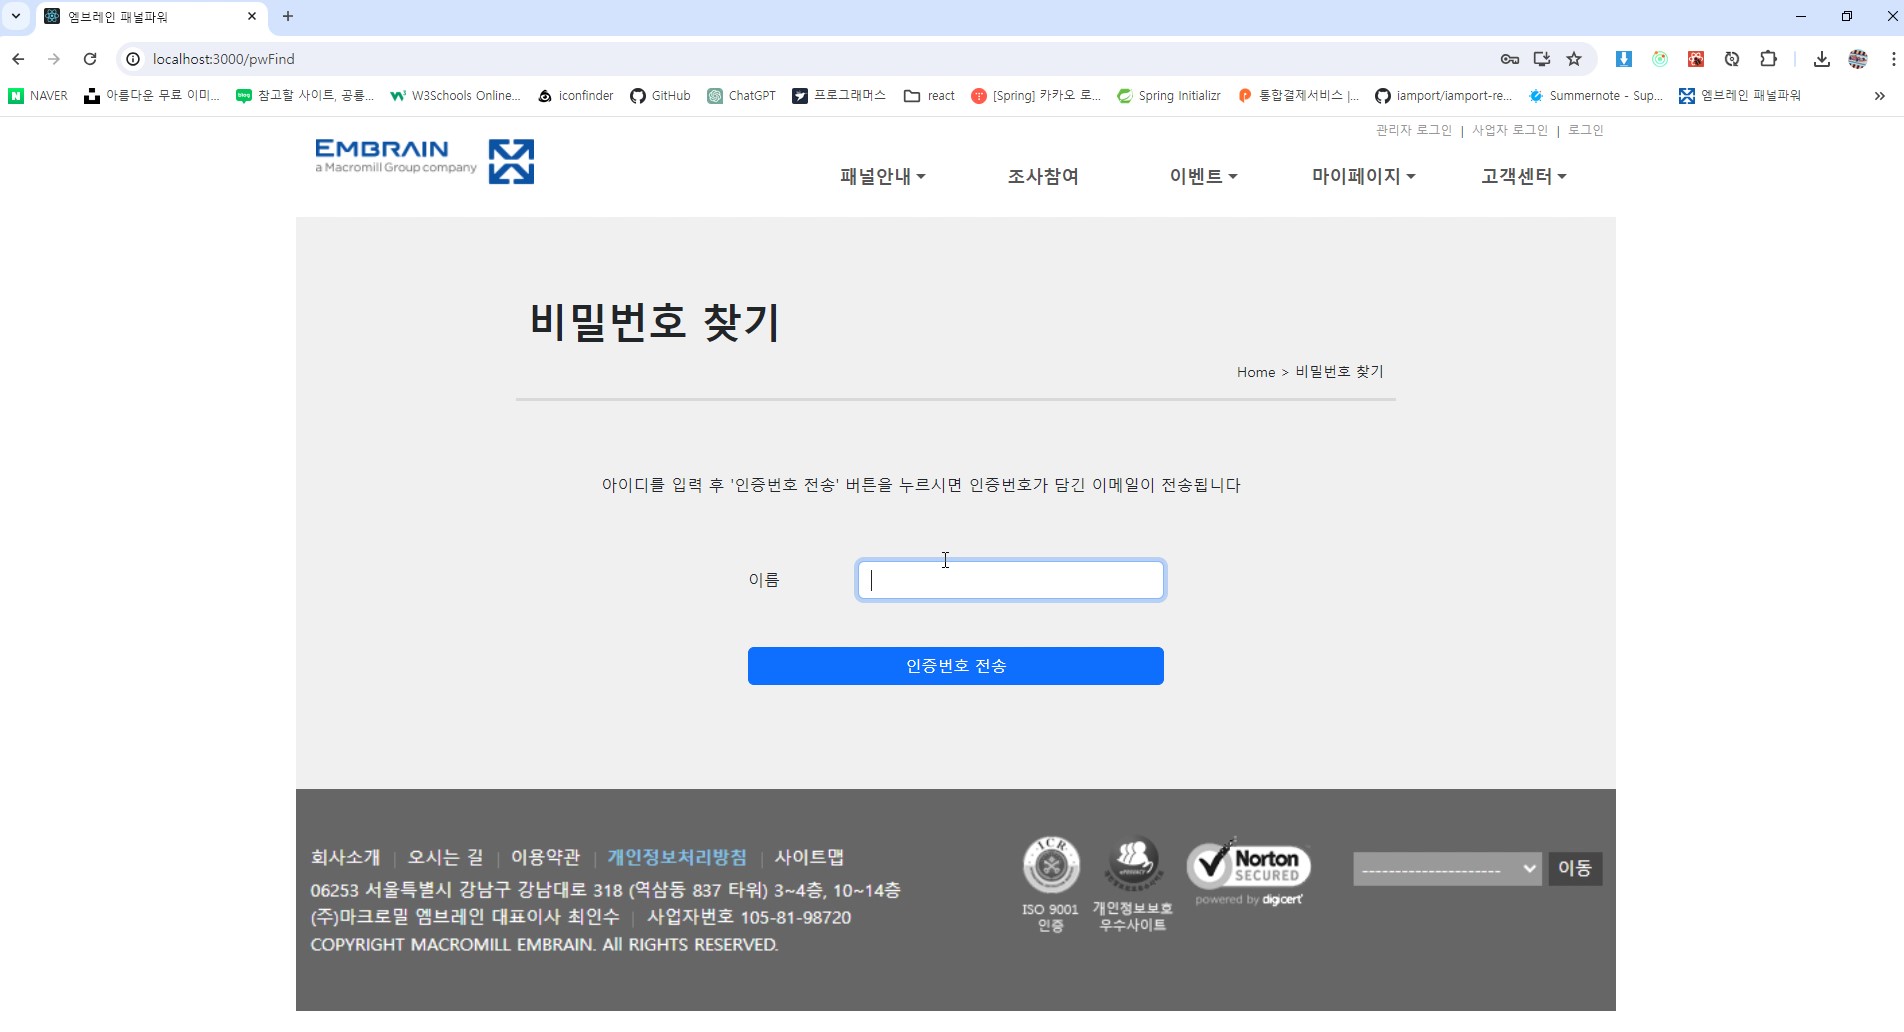 엠브레인 패널파워
localhost:3000/pwFind
NAVER 아름다운 무료 이미... 참고할 사이트, 공룡... W3Schools Online... iconfinder GitHub ChatGPT 프로그래머스 react [Spring] 카카오 로... Spring Initializr 통합결제서비스 |... iamport/iamport-re... Summernote - Sup... 엠브레인 패널파워
관리자 로그인 | 사업자 로그인 | 로그인
EMBRAIN
a Macromill Group company
패널안내 조사참여 이벤트 마이페이지 고객센터
비밀번호 찾기
Home > 비밀번호 찾기
아이디를 입력 후 '인증번호 전송' 버튼을 누르시면 인증번호가 담긴 이메일이 전송됩니다
이름
인증번호 전송
회사소개 | 오시는 길 | 이용약관 | 개인정보처리방침 | 사이트맵
06253 서울특별시 강남구 강남대로 318 (역삼동 837 타워) 3~4층, 10~14층
(주)마크로밀 엠브레인 대표이사 최인수 | 사업자번호 105-81-98720
COPYRIGHT MACROMILL EMBRAIN. All RIGHTS RESERVED.
ICR
ISO 9001
인증
개인정보보호
우수사이트
Norton
SECURED
powered by digicert
---------------------- 이동